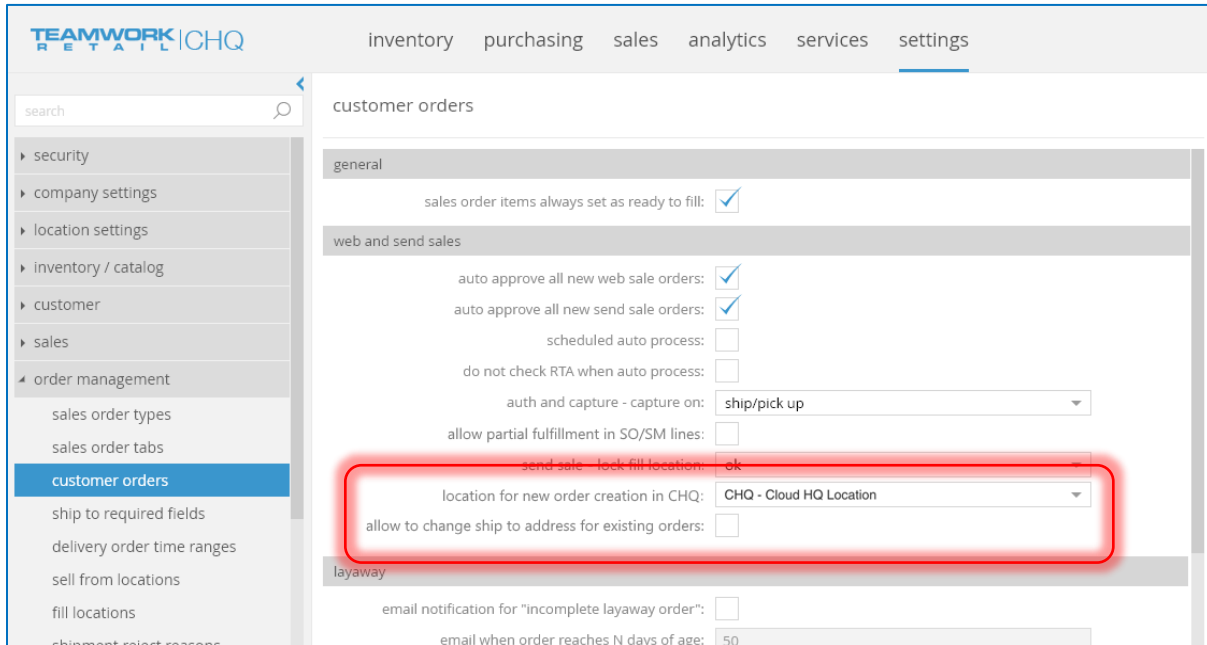 TEAMWORK RETAIL | CHQ
inventory purchasing sales analytics services settings
search
security
company settings
location settings
inventory / catalog
customer
sales
order management
sales order types
sales order tabs
customer orders
ship to required fields
delivery order time ranges
sell from locations
fill locations
shipment reject reasons
customer orders
general
sales order items always set as ready to fill:
web and send sales
auto approve all new web sale orders:
auto approve all new send sale orders:
scheduled auto process:
do not check RTA when auto process:
auth and capture - capture on: ship/pick up
allow partial fulfillment in SO/SM lines:
send sale - lock fill location: ok
location for new order creation in CHQ: CHQ - Cloud HQ Location
allow to change ship to address for existing orders:
layaway
email notification for "incomplete layaway order":
email when order reaches N days of age: 50